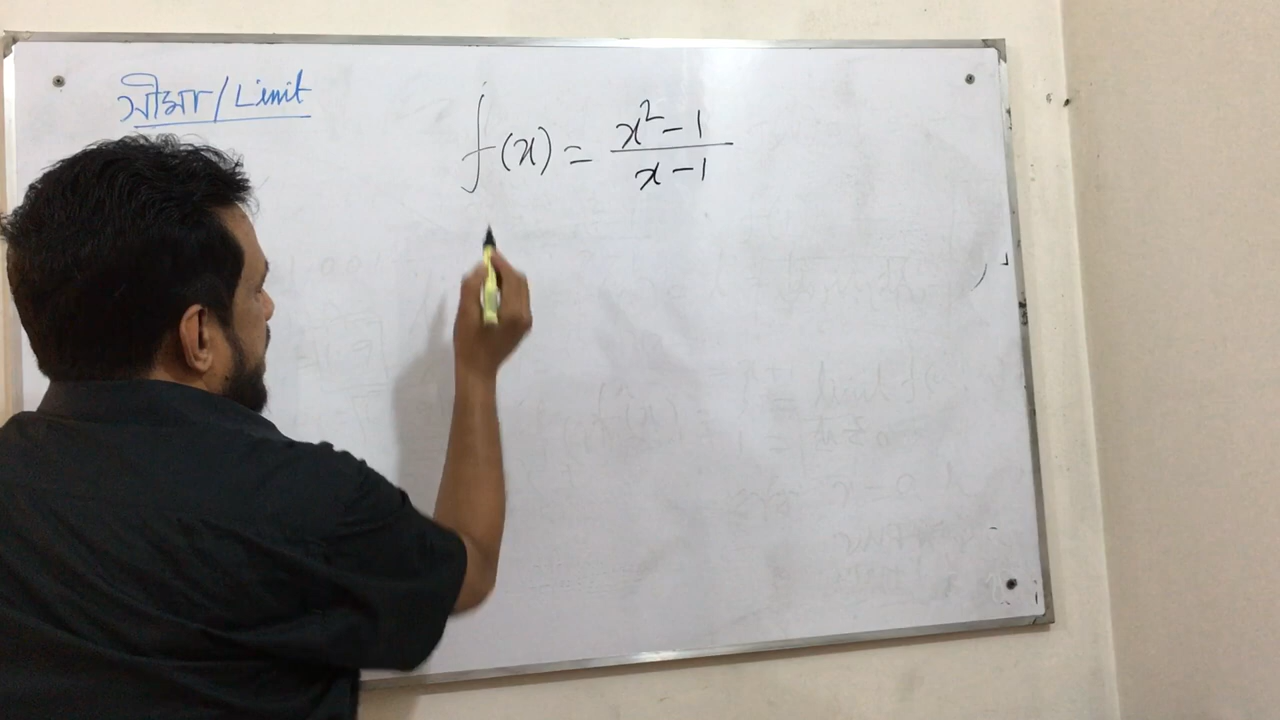 সীমা/Limit
f(x) = x²-1 / x-1